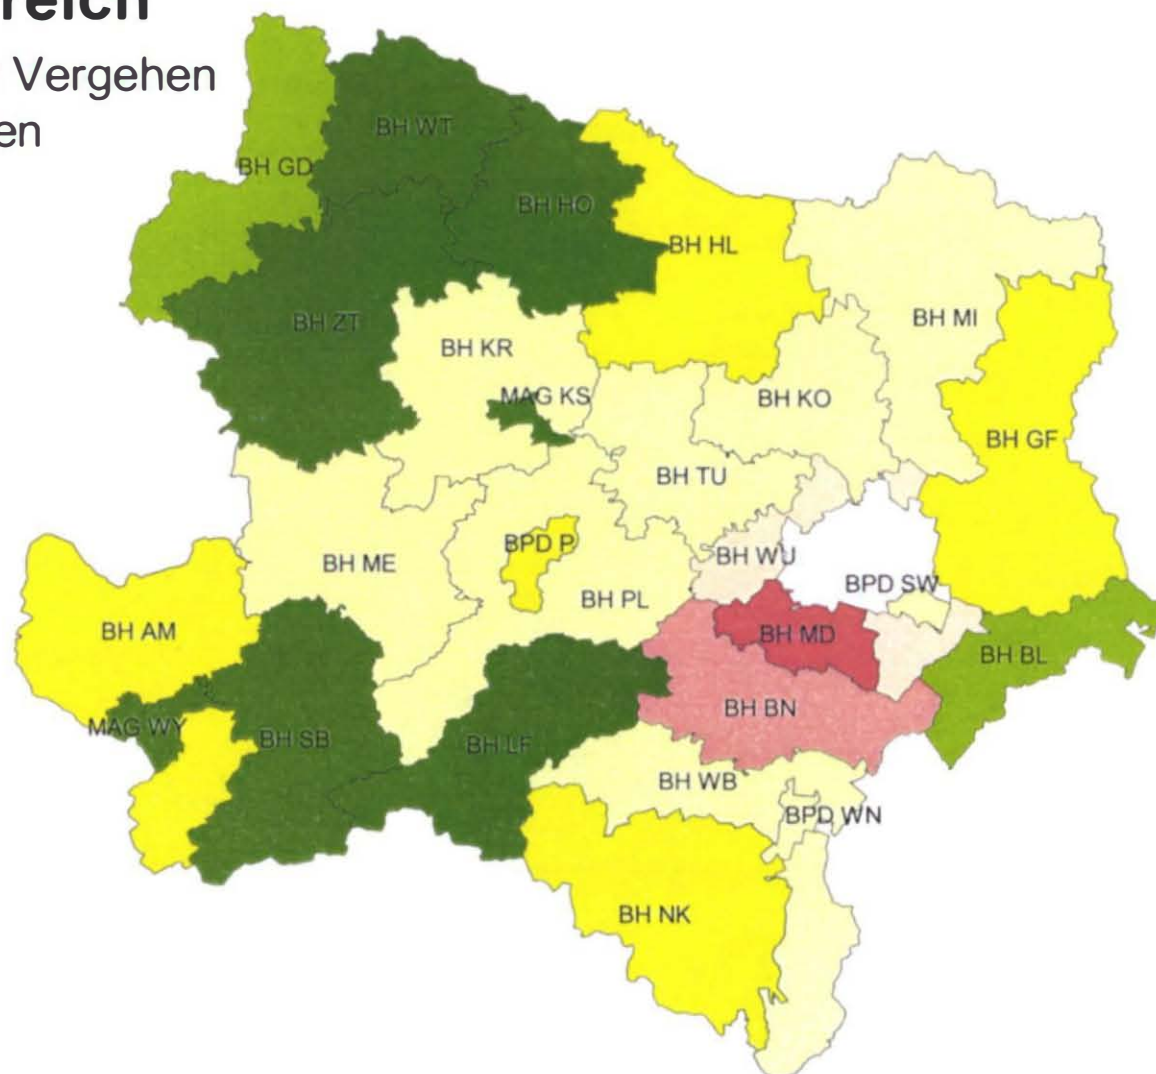 reich
Vergehen
en
BH WT
BH GD
BH HO
BH HL
BH ZT
BH MI
BH KR
MAG KS
BH KO
BH GF
BH TU
BPD P
BH WU
BH ME
BPD SW
BH PL
BH AM
BH MD
BH BL
BH BN
MAG WY
BH SB
BH LF
BH WB
BPD WN
BH NK